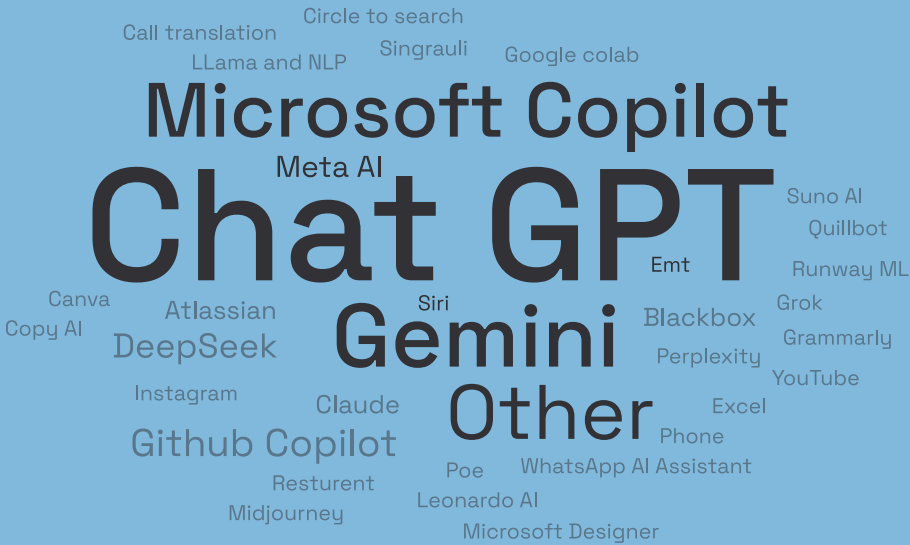 Circle to search
Call translation
Singrauli
Google colab
LLama and NLP
Microsoft Copilot
Meta AI
Chat GPT
Suno AI
Quillbot
Emt
Runway ML
Canva
Siri
Grok
Atlassian
Blackbox
Copy AI
Gemini
Grammarly
DeepSeek
Perplexity
YouTube
Instagram
Claude
Other
Excel
Phone
Github Copilot
Poe
WhatsApp AI Assistant
Resturent
Leonardo AI
Midjourney
Microsoft Designer